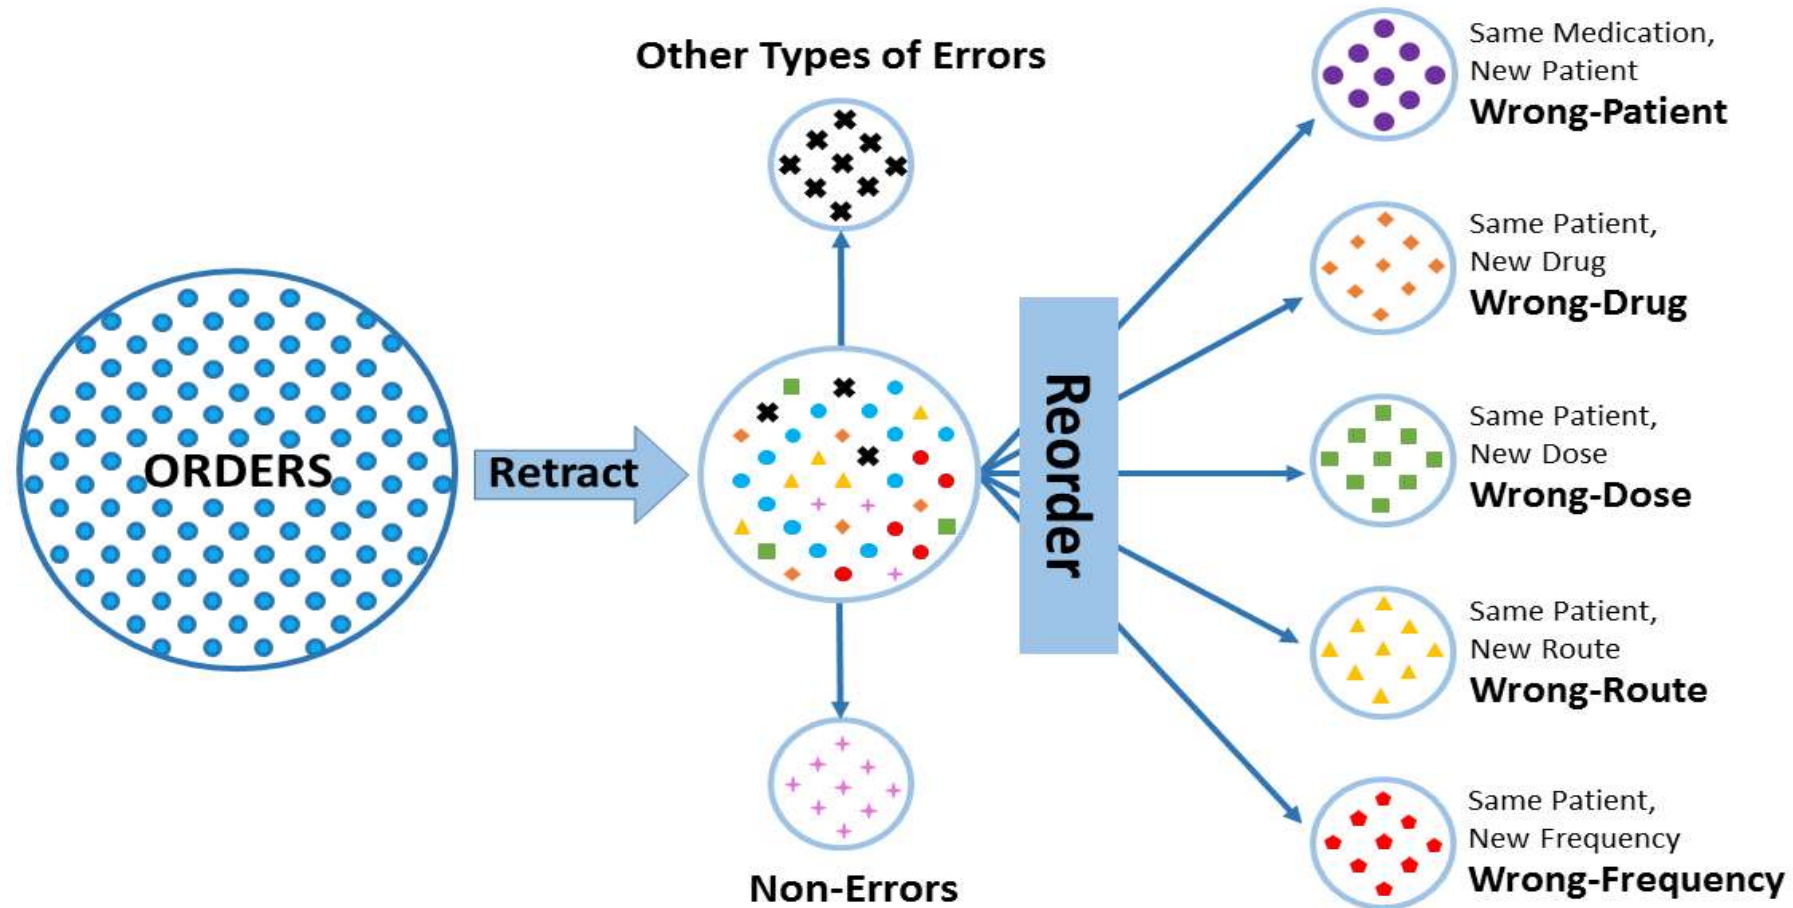 Other Types of Errors
ORDERS
Retract
Reorder
Non-Errors
Same Medication,
New Patient
Wrong-Patient
Same Patient,
New Drug
Wrong-Drug
Same Patient,
New Dose
Wrong-Dose
Same Patient,
New Route
Wrong-Route
Same Patient,
New Frequency
Wrong-Frequency